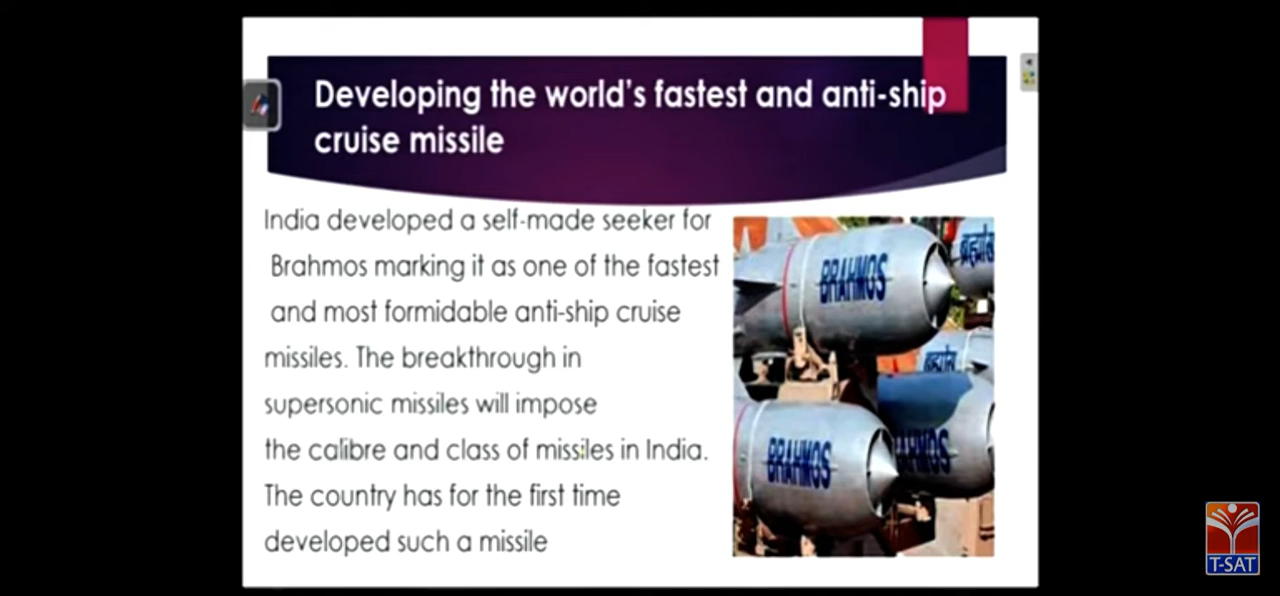 Developing the world's fastest and anti-ship
cruise missile
India developed a self-made seeker for
Brahmos marking it as one of the fastest
and most formidable anti-ship cruise
missiles. The breakthrough in
supersonic missiles will impose
the calibre and class of missiles in India.
The country has for the first time
developed such a missile
BRAHMOS
BRAHMOS
T-SAT